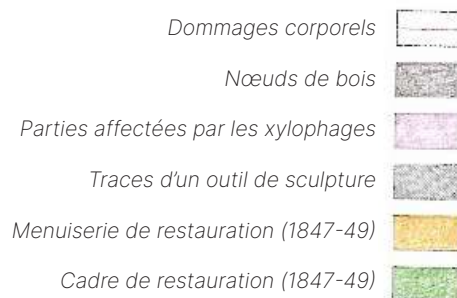 Dommages corporels
Nœuds de bois
Parties affectées par les xylophages
Traces d'un outil de sculpture
Menuiserie de restauration (1847-49)
Cadre de restauration (1847-49)